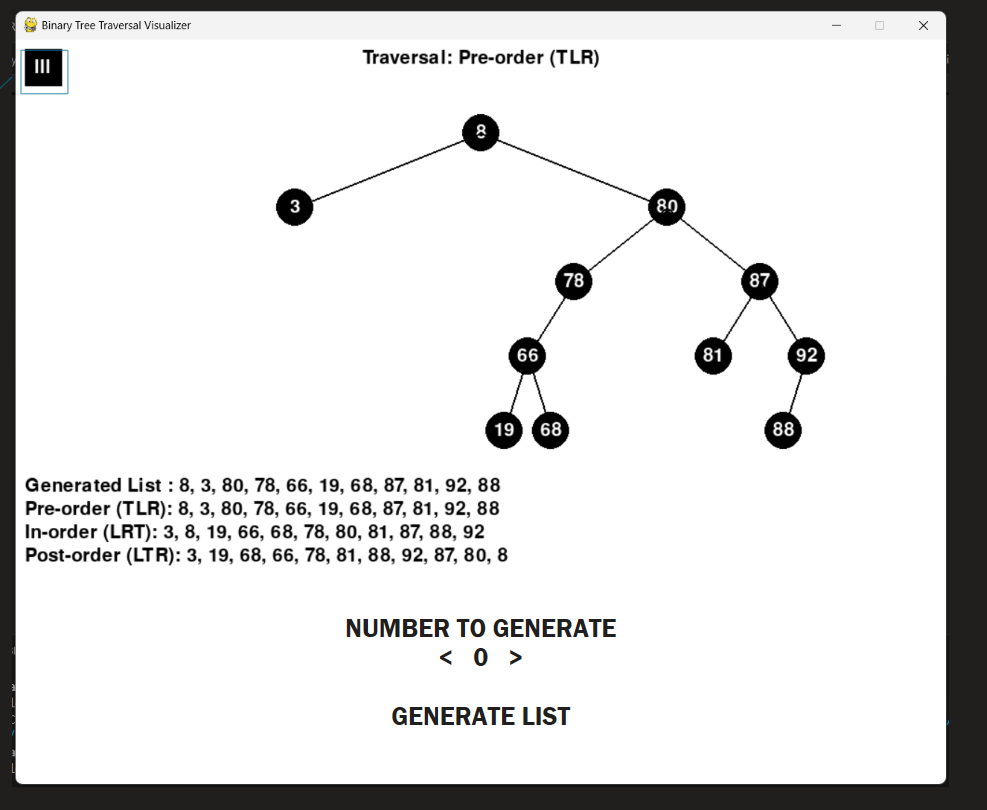 Binary Tree Traversal Visualizer
III
Traversal: Pre-order (TLR)
8
3
80
78
87
66
81
92
19
68
88
Generated List : 8, 3, 80, 78, 66, 19, 68, 87, 81, 92, 88
Pre-order (TLR): 8, 3, 80, 78, 66, 19, 68, 87, 81, 92, 88
In-order (LRT): 3, 8, 19, 66, 68, 78, 80, 81, 87, 88, 92
Post-order (LTR): 3, 19, 68, 66, 78, 81, 88, 92, 87, 80, 8
NUMBER TO GENERATE
< 0 >
GENERATE LIST